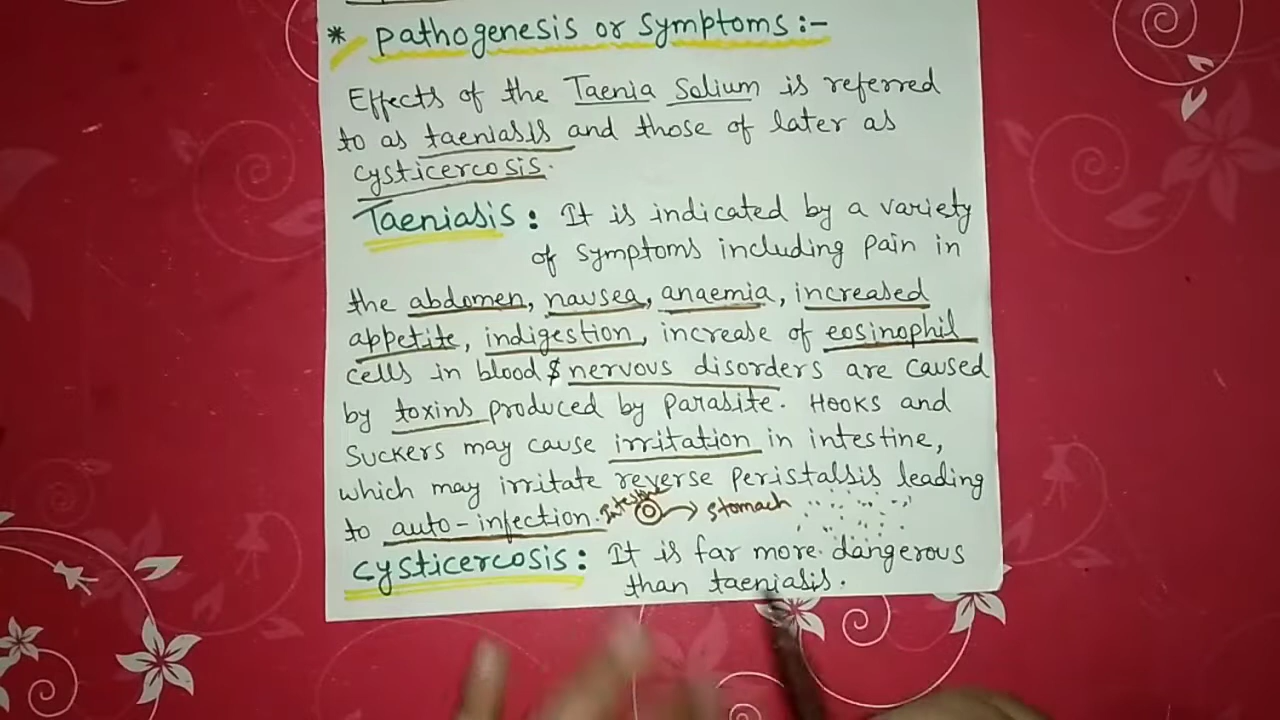 * Pathogenesis or Symptoms :-
Effects of the Taenia Solium is referred
to as taeniasis and those of later as
cysticercosis.
Taeniasis : It is indicated by a variety
of symptoms including pain in
the abdomen, nausea, anaemia, increased
appetite, indigestion, increase of eosinophil
cells in blood & nervous disorders are caused
by toxins produced by parasite. Hooks and
Suckers may cause irritation in intestine,
which may irritate reverse peristalsis leading
to auto-infection. Intestine → stomach
Cysticercosis : It is far more dangerous
than taeniasis.